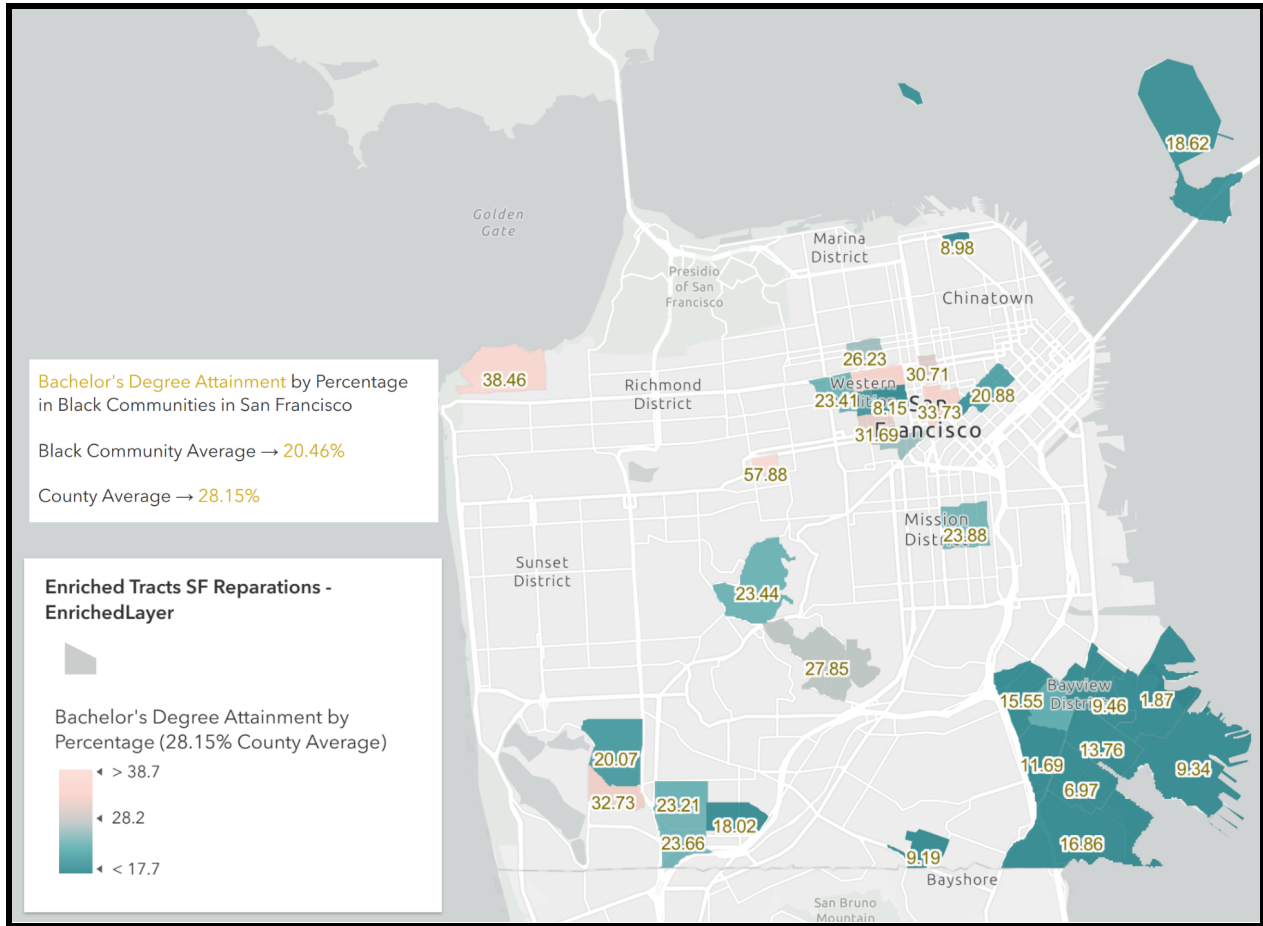 Golden
Gate
Marina
District
Presidio
of San
Francisco
Chinatown
18.62
8.98
38.46
Richmond
District
26.23
Western
30.71
23.41
8.15
San
33.73
20.88
31.69
Francisco
57.88
Mission
District
23.88
Sunset
District
23.44
27.85
15.55
Bayview
District
9.46
1.87
20.07
11.69
13.76
9.34
32.73
23.21
6.97
18.02
23.66
16.86
9.19
Bayshore
San Bruno
Mountain
Bachelor's Degree Attainment by Percentage
in Black Communities in San Francisco
Black Community Average → 20.46%
County Average → 28.15%
Enriched Tracts SF Reparations -
EnrichedLayer
Bachelor's Degree Attainment by
Percentage (28.15% County Average)
> 38.7
28.2
< 17.7